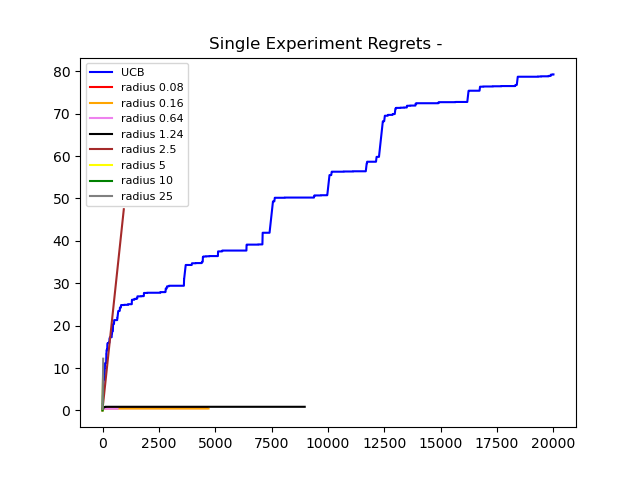 Single Experiment Regrets -
UCB
radius 0.08
radius 0.16
radius 0.64
radius 1.24
radius 2.5
radius 5
radius 10
radius 25
80
70
60
50
40
30
20
10
0
0 2500 5000 7500 10000 12500 15000 17500 20000